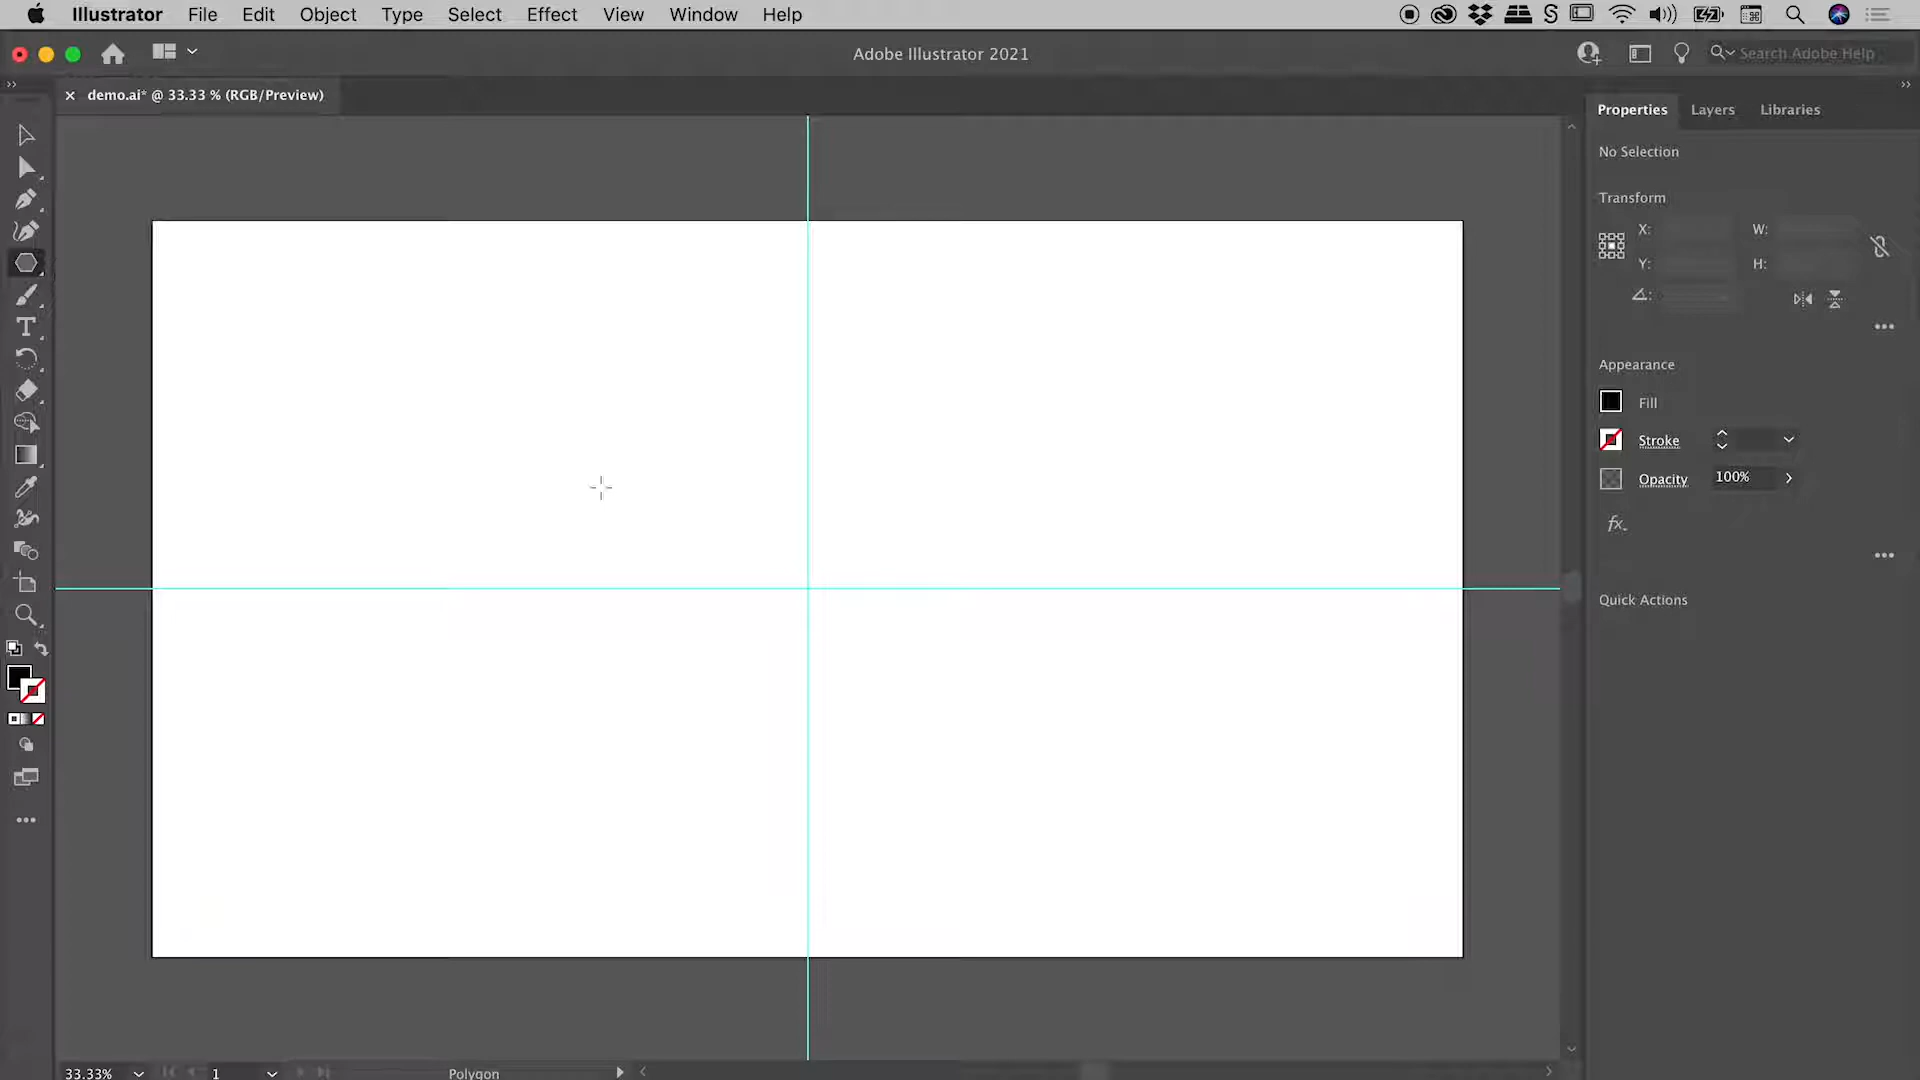 Illustrator File Edit Object Type Select Effect View Window Help
Adobe Illustrator 2021
Search Adobe Help
demo.ai* @ 33.33 % (RGB/Preview)
Properties Layers Libraries
No Selection
Transform
X: W:
Y: H:
Appearance
Fill
Stroke
Opacity 100%
fx.
Quick Actions
33.33% 1 Polygon